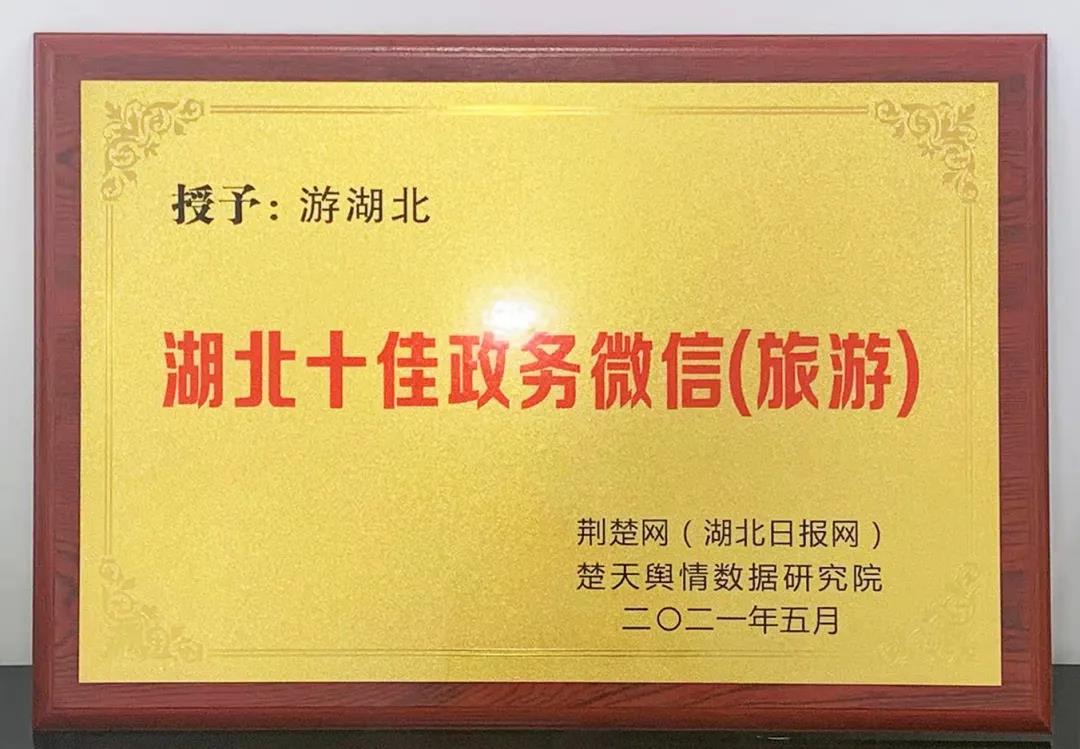 授予：游湖北
湖北十佳政务微信(旅游)
荆楚网（湖北日报网）
楚天舆情数据研究院
二〇二一年五月